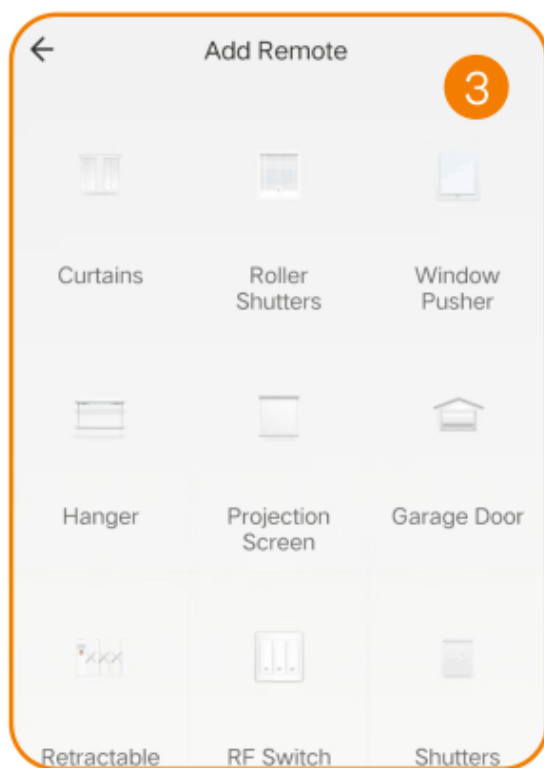 Add Remote
3
Curtains
Roller
Shutters
Window
Pusher
Hanger
Projection
Screen
Garage Door
Retractable
RF Switch
Shutters